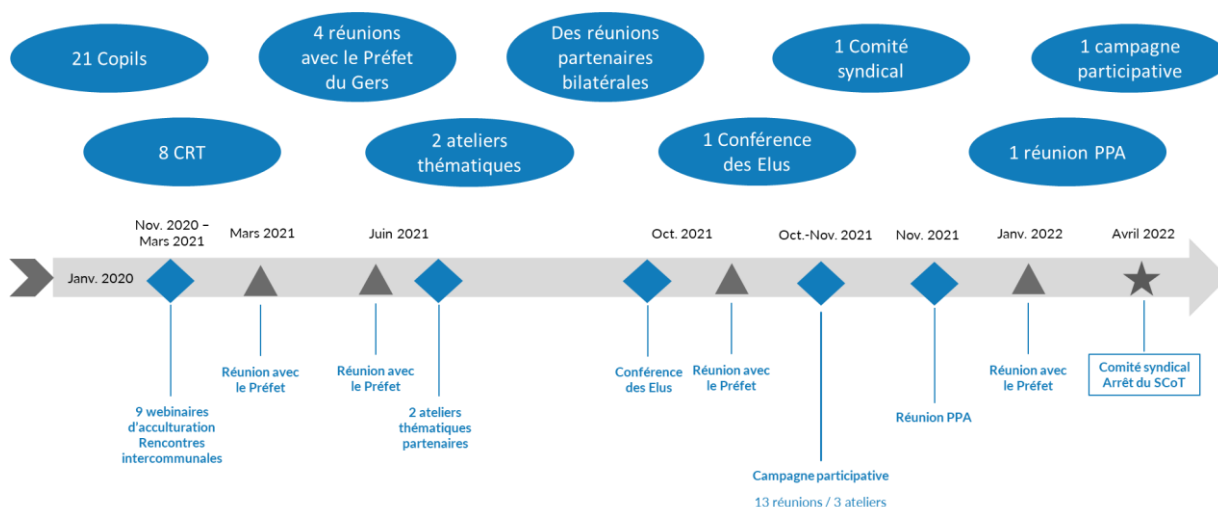 21 Copils
4 réunions
avec le Préfet
du Gers
Des réunions
partenaires
bilatérales
1 Comité
syndical
1 campagne
participative
8 CRT
2 ateliers
thématiques
1 Conférence
des Elus
1 réunion PPA
Nov. 2020 –
Mars 2021
Mars 2021
Juin 2021
Oct. 2021
Oct.-Nov. 2021
Nov. 2021
Janv. 2022
Avril 2022
Janv. 2020
9 webinaires
d’acculturation
Rencontres
intercommunales
Réunion avec
le Préfet
Réunion avec
le Préfet
2 ateliers
thématiques
partenaires
Conférence
des Elus
Réunion avec
le Préfet
Campagne participative
13 réunions / 3 ateliers
Réunion PPA
Réunion avec
le Préfet
Comité syndical
Arrêt du SCoT